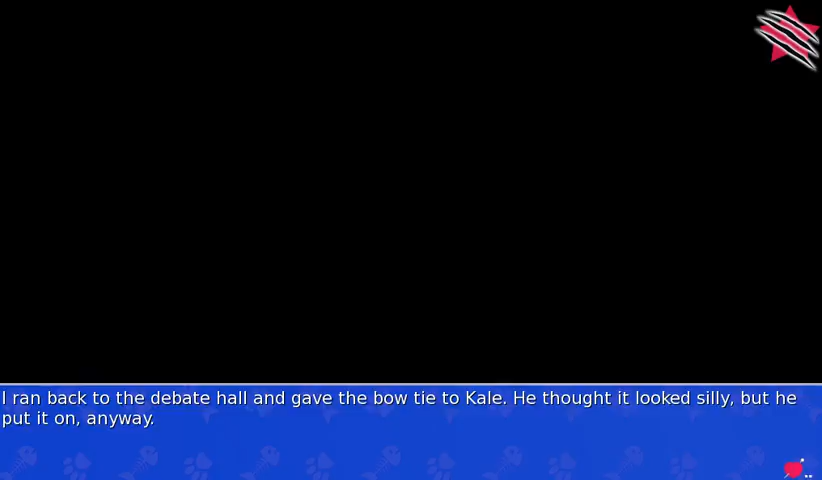 I ran back to the debate hall and gave the bow tie to Kale. He thought it looked silly, but he
put it on, anyway.